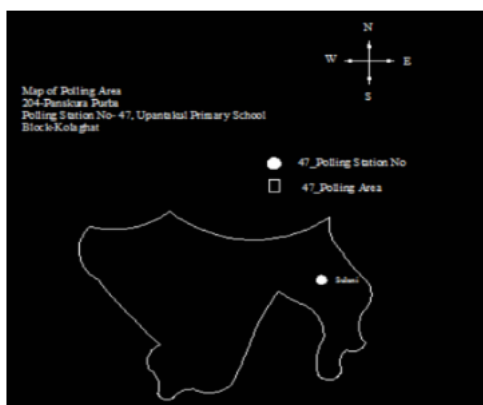 N
W E
S
Map of Polling Area
204-Panskura Purba
Polling Station No- 47, Upantakul Primary School
Block-Kolaghat
47_Polling Station No
47_Polling Area